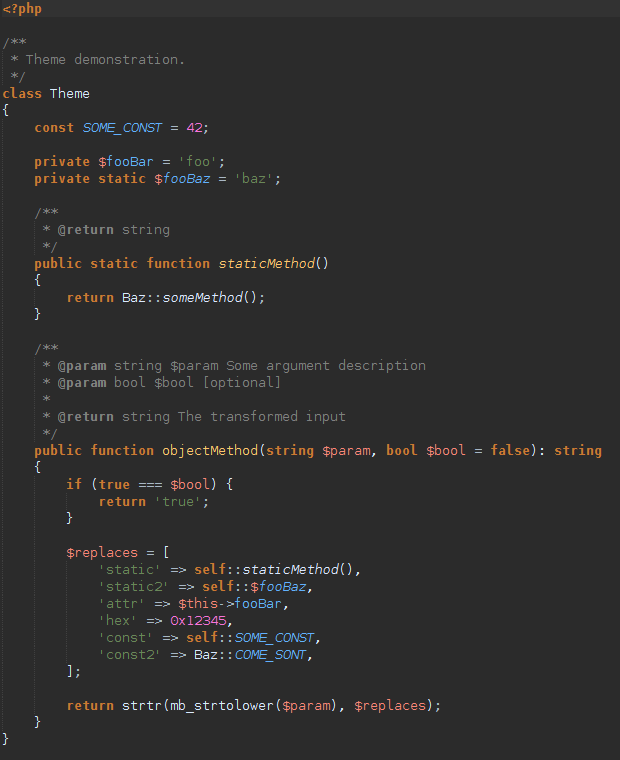 <?php

/**
 * Theme demonstration.
 */
class Theme
{
    const SOME_CONST = 42;

    private $fooBar = 'foo';
    private static $fooBaz = 'baz';

    /**
     * @return string
     */
    public static function staticMethod()
    {
        return Baz::someMethod();
    }

    /**
     * @param string $param Some argument description
     * @param bool $bool [optional]
     *
     * @return string The transformed input
     */
    public function objectMethod(string $param, bool $bool = false): string
    {
        if (true === $bool) {
            return 'true';
        }

        $replaces = [
            'static' => self::staticMethod(),
            'static2' => self::$fooBaz,
            'attr' => $this->fooBar,
            'hex' => 0x12345,
            'const' => self::SOME_CONST,
            'const2' => Baz::COME_SONT,
        ];

        return strtr(mb_strtolower($param), $replaces);
    }
}